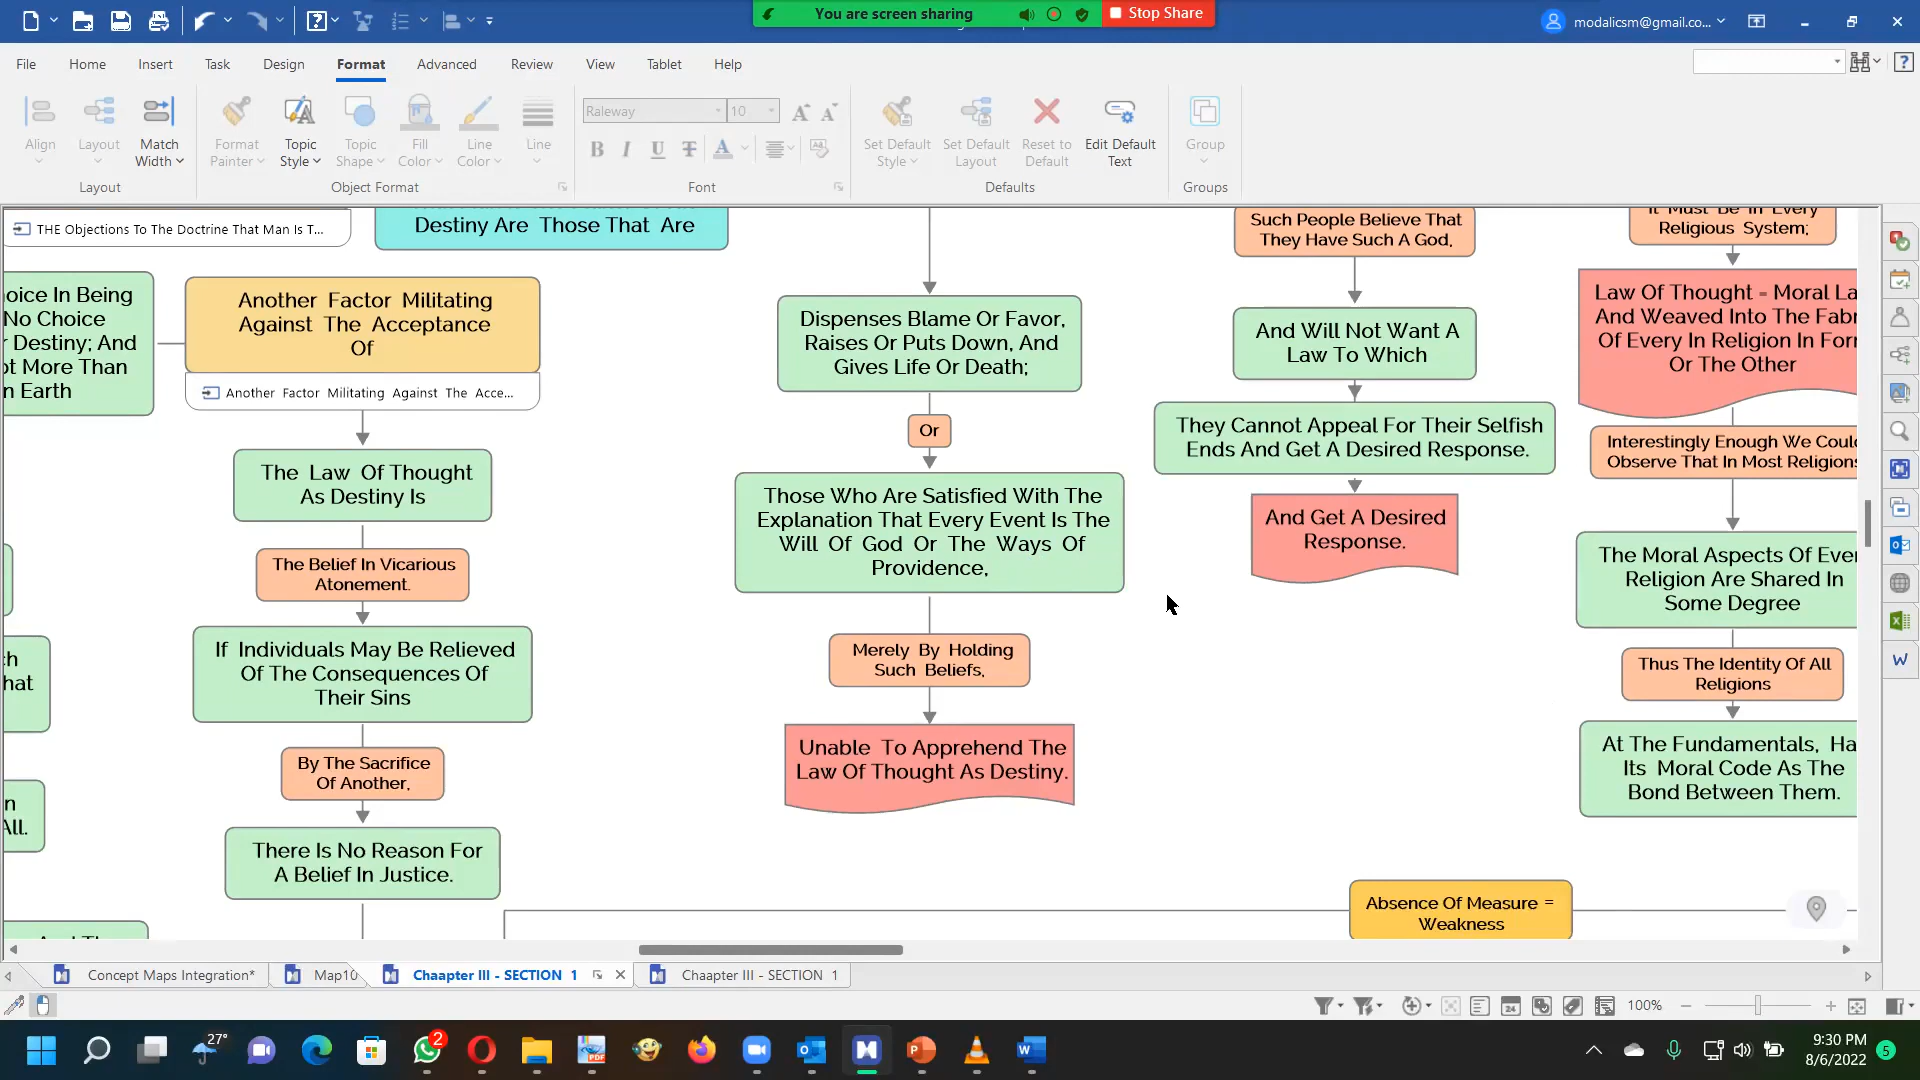 You are screen sharing
Stop Share
modalicsm@gmail.co...
File
Home
Insert
Task
Design
Format
Advanced
Review
View
Tablet
Help
Align
Layout
Match
Width
Layout
Format
Painter
Topic
Style
Topic
Shape
Fill
Color
Line
Color
Line
Object Format
Raleway
10
Font
Set Default
Style
Set Default
Layout
Reset to
Default
Edit Default
Text
Defaults
Group
Groups
THE Objections To The Doctrine That Man Is T...
Destiny Are Those That Are
oice In Being
No Choice
r Destiny; And
ot More Than
n Earth
Another Factor Militating
Against The Acceptance
Of
Another Factor Militating Against The Acce...
The Law Of Thought
As Destiny Is
The Belief In Vicarious
Atonement.
If Individuals May Be Relieved
Of The Consequences Of
Their Sins
By The Sacrifice
Of Another,
There Is No Reason For
A Belief In Justice.
ch
hat
n
All.
Dispenses Blame Or Favor,
Raises Or Puts Down, And
Gives Life Or Death;
Or
Those Who Are Satisfied With The
Explanation That Every Event Is The
Will Of God Or The Ways Of
Providence,
Merely By Holding
Such Beliefs,
Unable To Apprehend The
Law Of Thought As Destiny.
Such People Believe That
They Have Such A God,
And Will Not Want A
Law To Which
They Cannot Appeal For Their Selfish
Ends And Get A Desired Response.
And Get A Desired
Response.
It Must Be In Every
Religious System;
Law Of Thought = Moral La
And Weaved Into The Fabr
Of Every In Religion In Forn
Or The Other
Interestingly Enough We Could
Observe That In Most Religions
The Moral Aspects Of Ever
Religion Are Shared In
Some Degree
Thus The Identity Of All
Religions
At The Fundamentals, Ha
Its Moral Code As The
Bond Between Them.
Absence Of Measure =
Weakness
Concept Maps Integration*
Map10
Chaapter III - SECTION 1
Chaapter III - SECTION 1
100%
27°
2
9:30 PM
8/6/2022
5